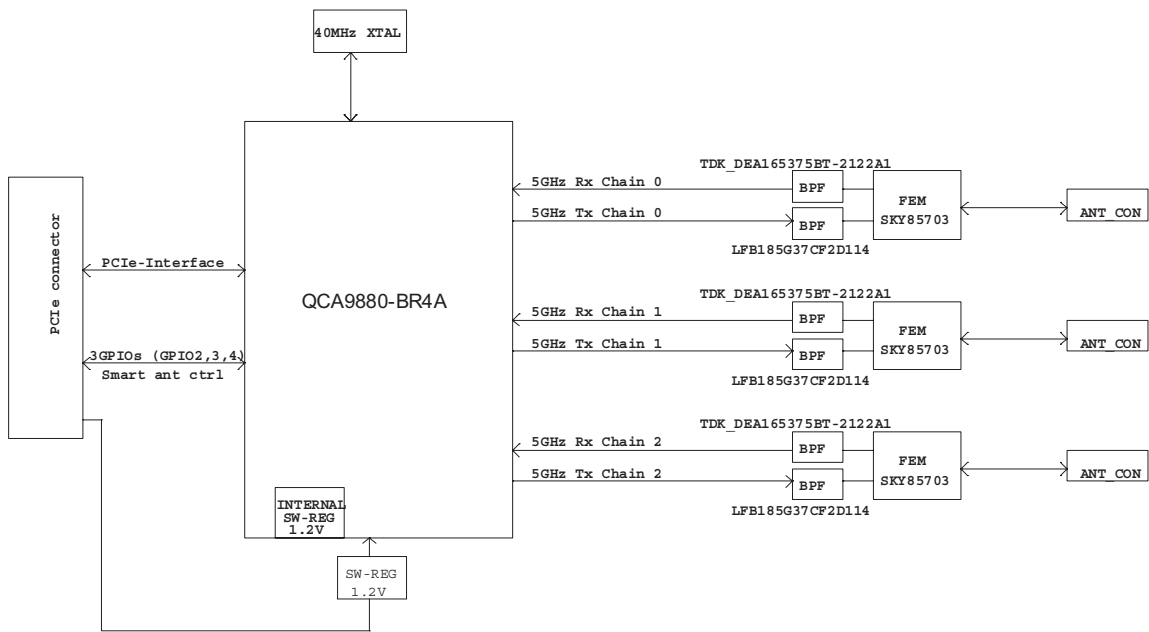 40MHz XTAL
PCIe connector
PCIe-Interface
3GPIOs (GPIO2,3,4)
Smart ant ctrl
QCA9880-BR4A
INTERNAL
SW-REG
1.2V
SW-REG
1.2V
TDK_DEA165375BT-2122A1
5GHz Rx Chain 0
BPF
5GHz Tx Chain 0
BPF
LFB185G37CF2D114
FEM
SKY85703
ANT_CON
TDK_DEA165375BT-2122A1
5GHz Rx Chain 1
BPF
5GHz Tx Chain 1
BPF
LFB185G37CF2D114
FEM
SKY85703
ANT_CON
TDK_DEA165375BT-2122A1
5GHz Rx Chain 2
BPF
5GHz Tx Chain 2
BPF
LFB185G37CF2D114
FEM
SKY85703
ANT_CON